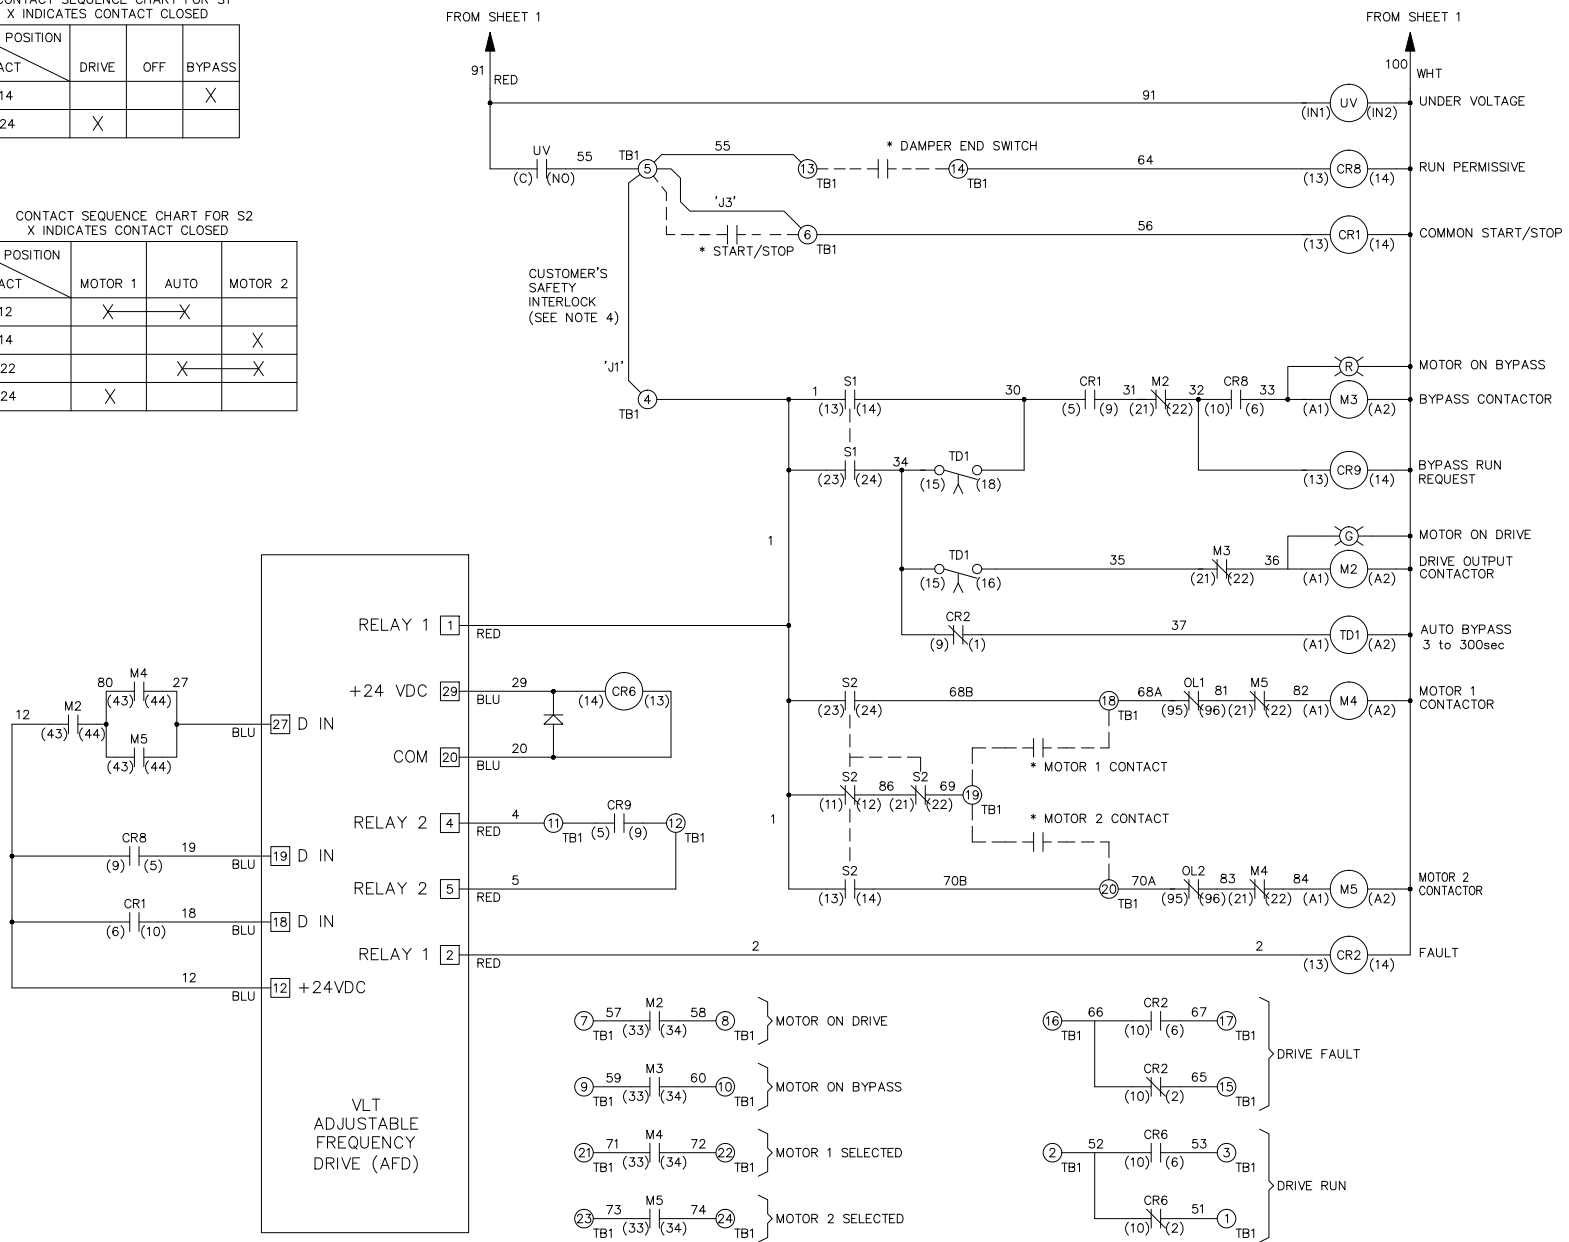 CONTACT SEQUENCE CHART FOR S1
X INDICATES CONTACT CLOSED
POSITION
ACT DRIVE OFF BYPASS
14 X
24 X
CONTACT SEQUENCE CHART FOR S2
X INDICATES CONTACT CLOSED
POSITION
ACT MOTOR 1 AUTO MOTOR 2
12 X X
14 X
22 X X
24 X
FROM SHEET 1
FROM SHEET 1
91 RED
100 WHT
91 (IN1) UV (IN2) UNDER VOLTAGE
UV 55 TB1 5 55 13 TB1 * DAMPER END SWITCH 14 TB1 64 CR8 RUN PERMISSIVE
(C) (NO) (13) (14)
'J3'
* START/STOP 6 TB1 56 CR1 COMMON START/STOP
(13) (14)
CUSTOMER'S
SAFETY
INTERLOCK
(SEE NOTE 4)
'J1'
4 TB1
R MOTOR ON BYPASS
1 S1 30 CR1 31 M2 32 CR8 33 M3 BYPASS CONTACTOR
(13) (14) (5) (9) (21) (22) (10) (6) (A1) (A2)
S1 34 TD1 CR9 BYPASS RUN
REQUEST
(23) (24) (15) (18) (13) (14)
1
G MOTOR ON DRIVE
TD1 35 M3 36 M2 DRIVE OUTPUT
CONTACTOR
(15) (16) (21) (22) (A1) (A2)
CR2 37 TD1 AUTO BYPASS
3 to 300sec
(9) (1) (A1) (A2)
S2 68B 18 TB1 68A OL1 81 M5 82 M4 MOTOR 1
CONTACTOR
(23) (24) (95) (96) (21) (22) (A1) (A2)
* MOTOR 1 CONTACT
S2 86 S2 69 19 TB1
(11) (12) (21) (22)
1
* MOTOR 2 CONTACT
S2 70B 20 TB1 70A OL2 83 M4 84 M5 MOTOR 2
CONTACTOR
(13) (14) (95) (96) (21) (22) (A1) (A2)
2 2 CR2 FAULT
(13) (14)
RELAY 1 1 RED
+24 VDC 29 BLU 29 CR6
(14) (13)
COM 20 BLU 20
RELAY 2 4 RED 4 11 TB1 CR9 12 TB1
(5) (9)
RELAY 2 5 RED 5
RELAY 1 2 RED
12 M2 80 M4 27
(43) (44) (43) (44)
M5
(43) (44)
BLU 27 D IN
CR8 19 BLU 19 D IN
(9) (5)
CR1 18 BLU 18 D IN
(6) (10)
12 BLU 12 +24VDC
VLT
ADJUSTABLE
FREQUENCY
DRIVE (AFD)
7 TB1 57 M2 58 8 TB1 MOTOR ON DRIVE
(33) (34)
9 TB1 59 M3 60 10 TB1 MOTOR ON BYPASS
(33) (34)
21 TB1 71 M4 72 22 TB1 MOTOR 1 SELECTED
(33) (34)
23 TB1 73 M5 74 24 TB1 MOTOR 2 SELECTED
(33) (34)
16 TB1 66 CR2 67 17 TB1
(10) (6)
DRIVE FAULT
CR2 65 15 TB1
(10) (2)
2 TB1 52 CR6 53 3 TB1
(10) (6)
DRIVE RUN
CR6 51 1 TB1
(10) (2)